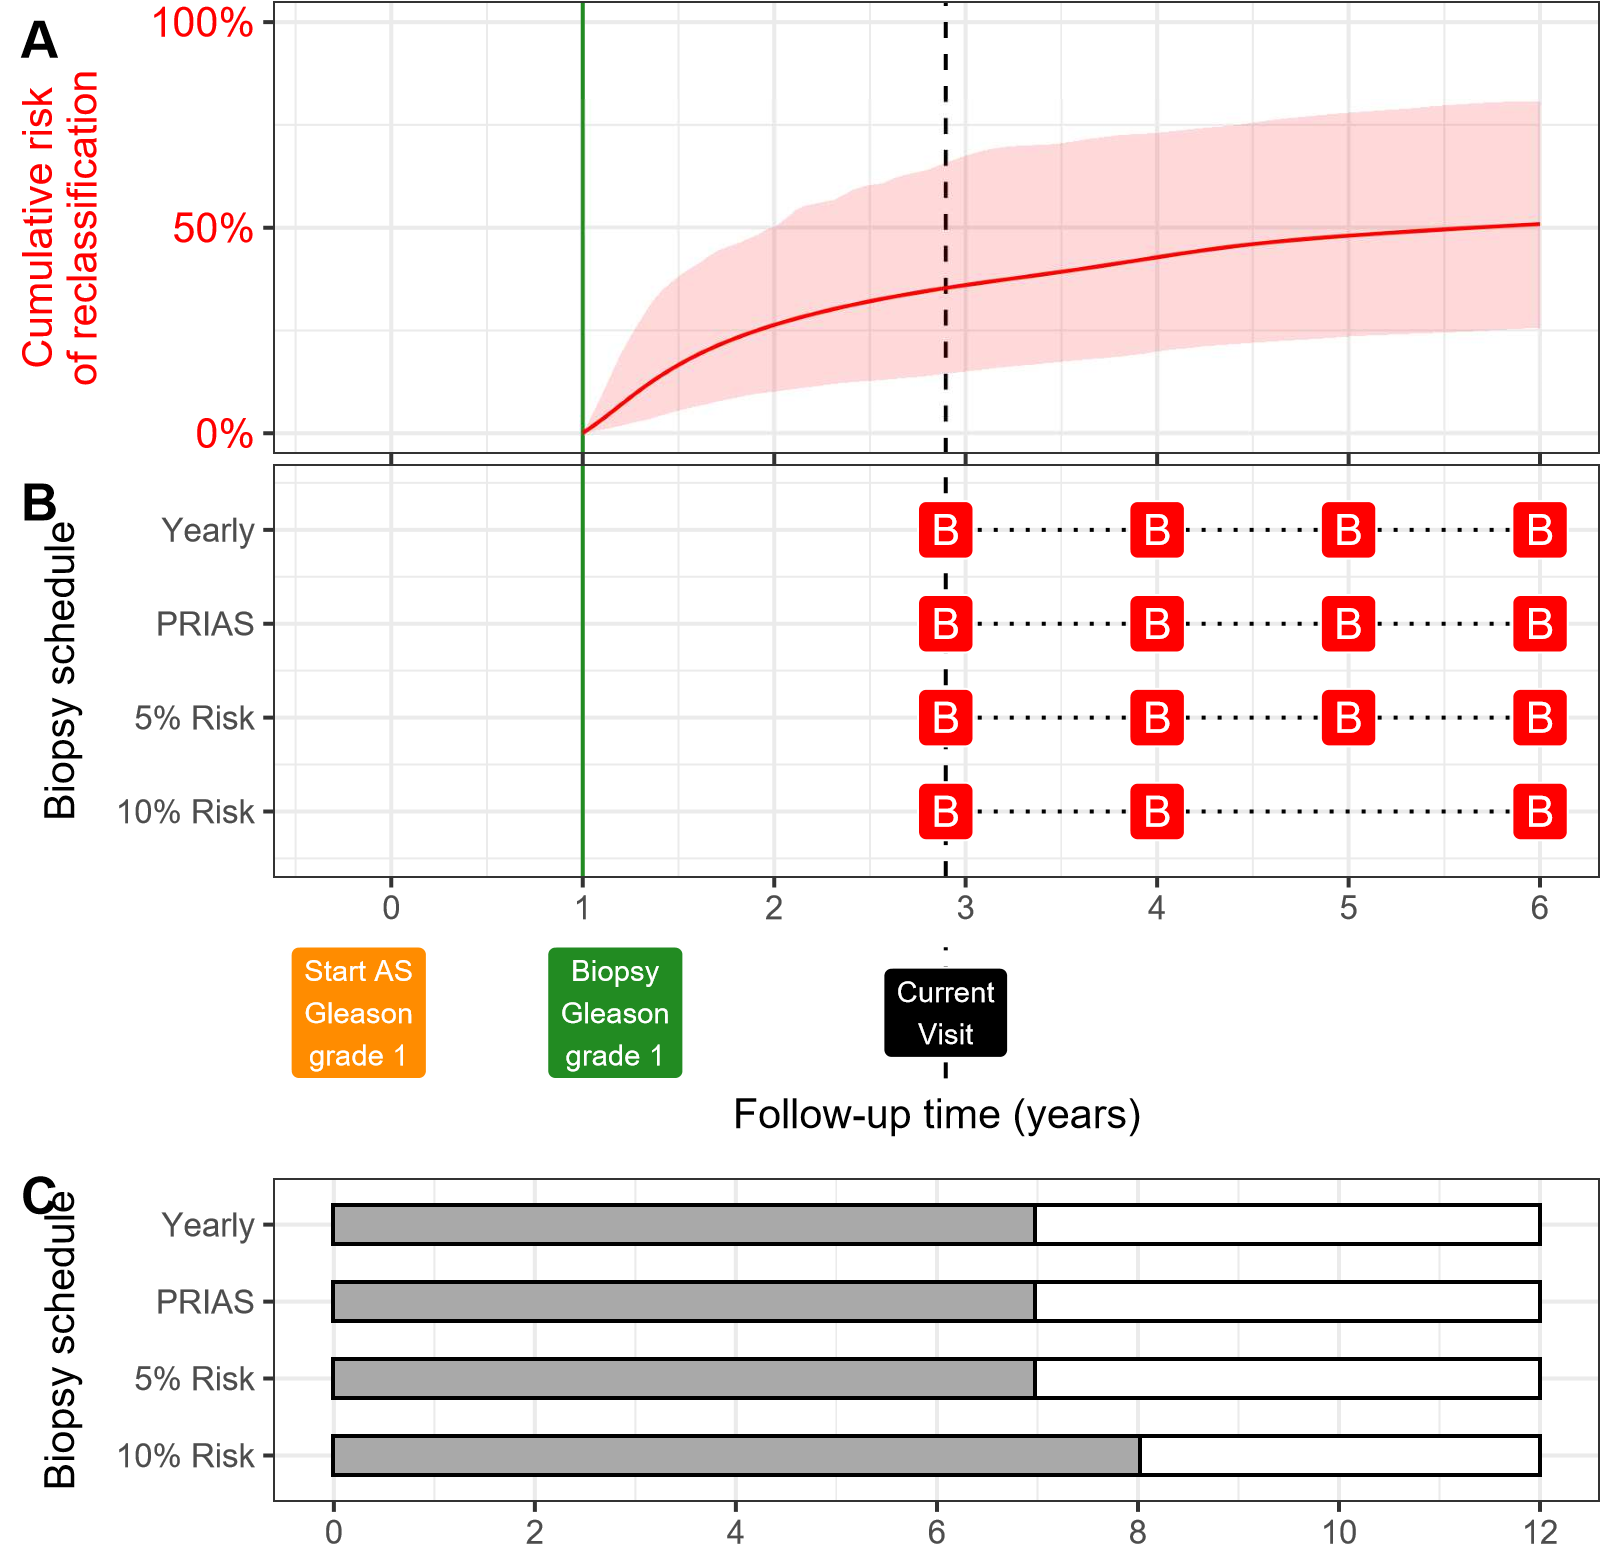 A
Cumulative risk
of reclassification
100%
50%
0%
B
Biopsy schedule
Yearly B B B B
PRIAS B B B B
5% Risk B B B B
10% Risk B B B
0 1 2 3 4 5 6
Start AS
Gleason
grade 1
Biopsy
Gleason
grade 1
Current
Visit
Follow-up time (years)
C
Biopsy schedule
Yearly
PRIAS
5% Risk
10% Risk
0 2 4 6 8 10 12